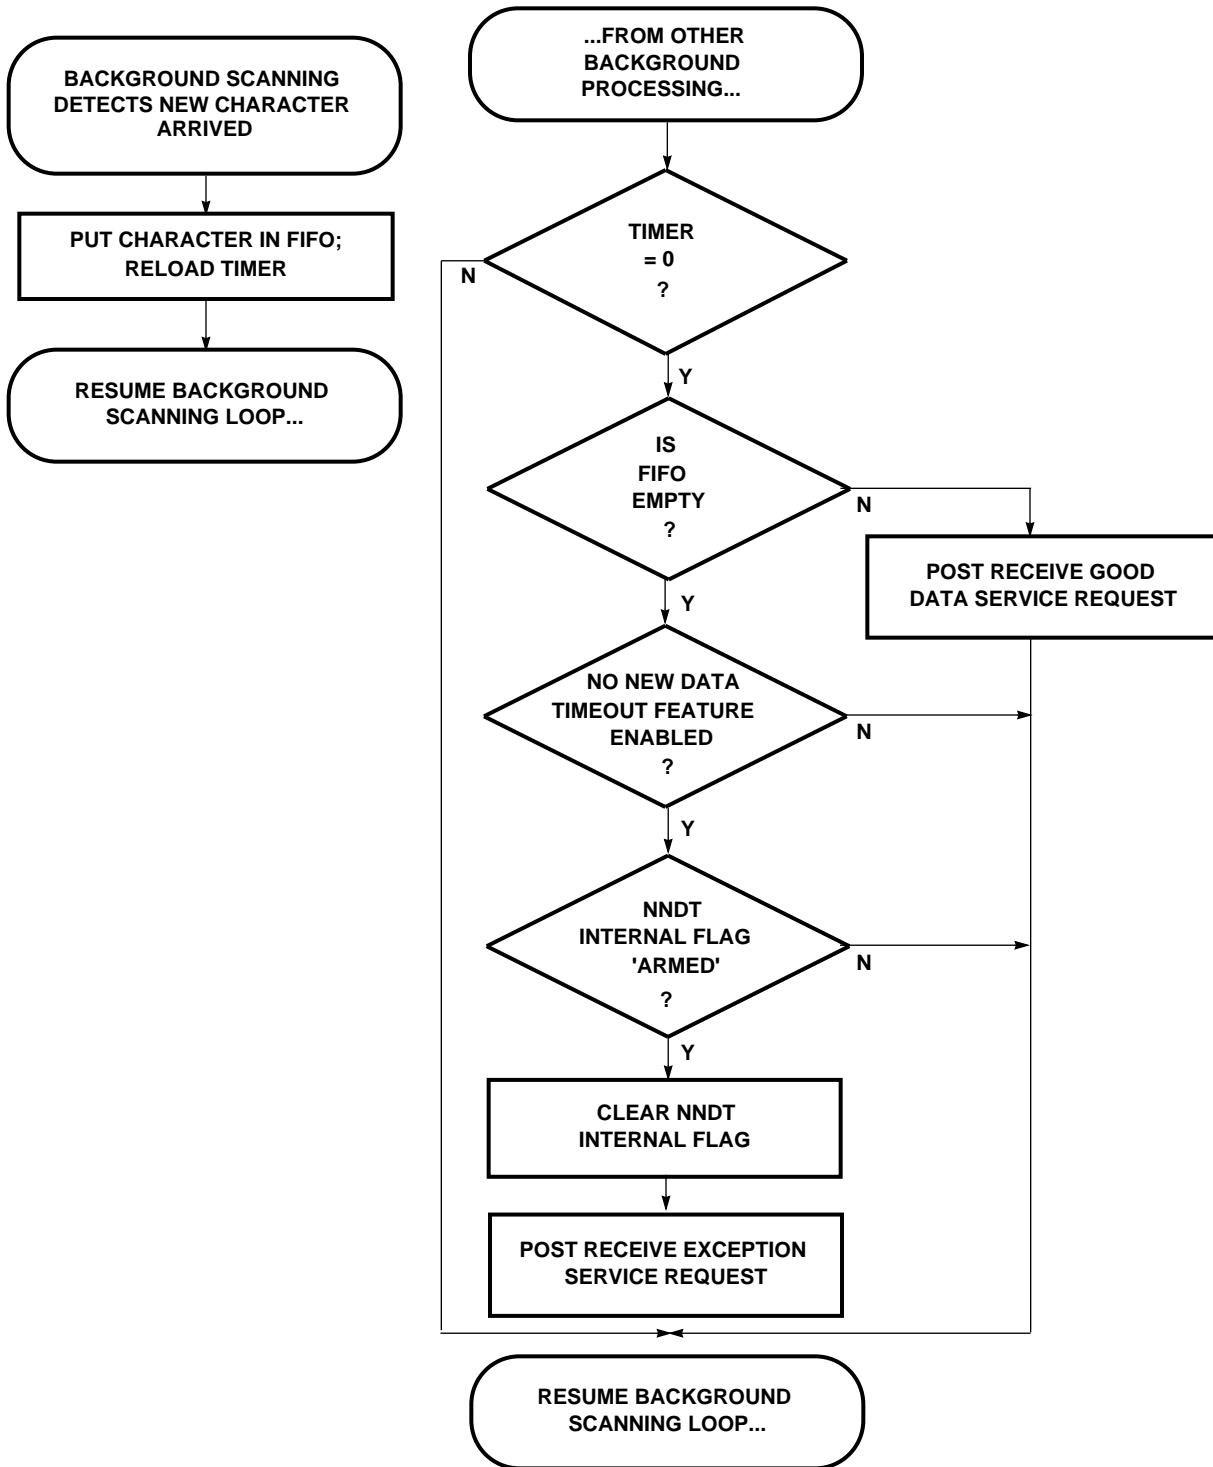 BACKGROUND SCANNING
DETECTS NEW CHARACTER
ARRIVED
PUT CHARACTER IN FIFO;
RELOAD TIMER
RESUME BACKGROUND
SCANNING LOOP...
...FROM OTHER
BACKGROUND
PROCESSING...
TIMER
= 0
?
N
Y
IS
FIFO
EMPTY
?
N
Y
POST RECEIVE GOOD
DATA SERVICE REQUEST
NO NEW DATA
TIMEOUT FEATURE
ENABLED
?
N
Y
NNDT
INTERNAL FLAG
'ARMED'
?
N
Y
CLEAR NNDT
INTERNAL FLAG
POST RECEIVE EXCEPTION
SERVICE REQUEST
RESUME BACKGROUND
SCANNING LOOP...